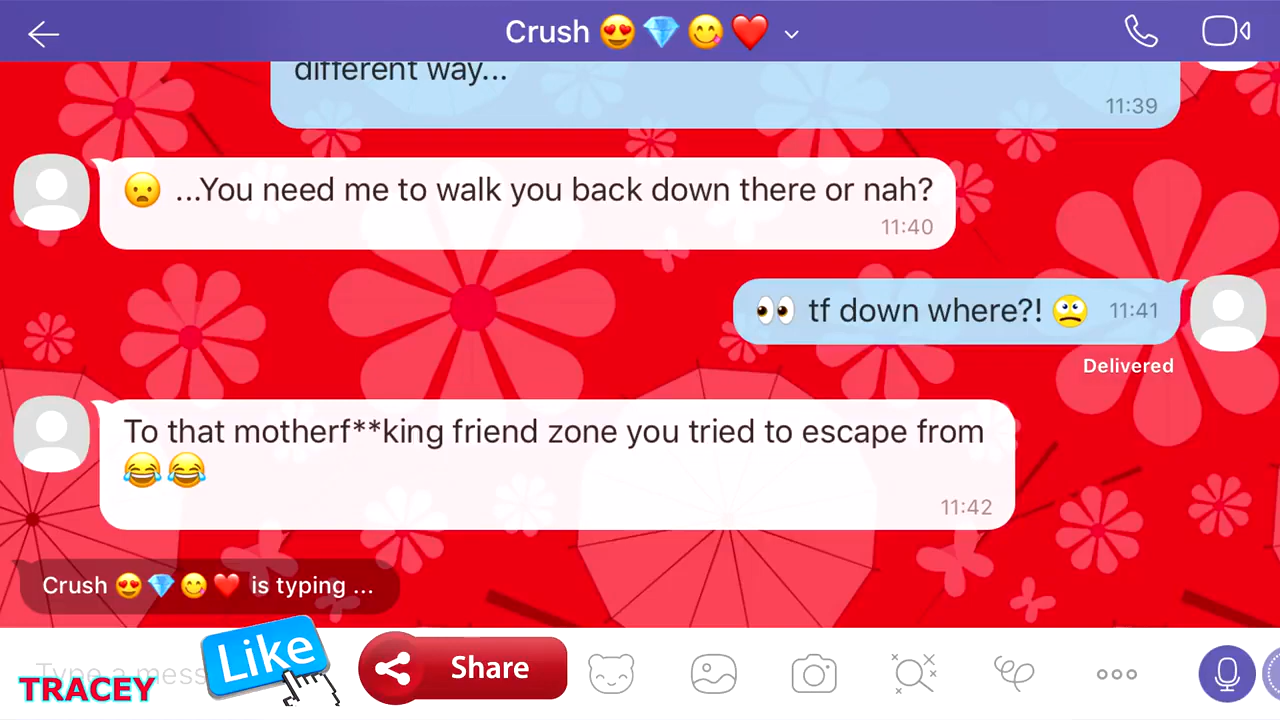 Crush 😍💎😋❤️
different way...
11:39
😦 ...You need me to walk you back down there or nah?
11:40
👀 tf down where?! 🙁 11:41
Delivered
To that motherf**king friend zone you tried to escape from
😂😂
11:42
Crush 😍💎😋❤️ is typing ...
Type a mess
TRACEY
Like
Share